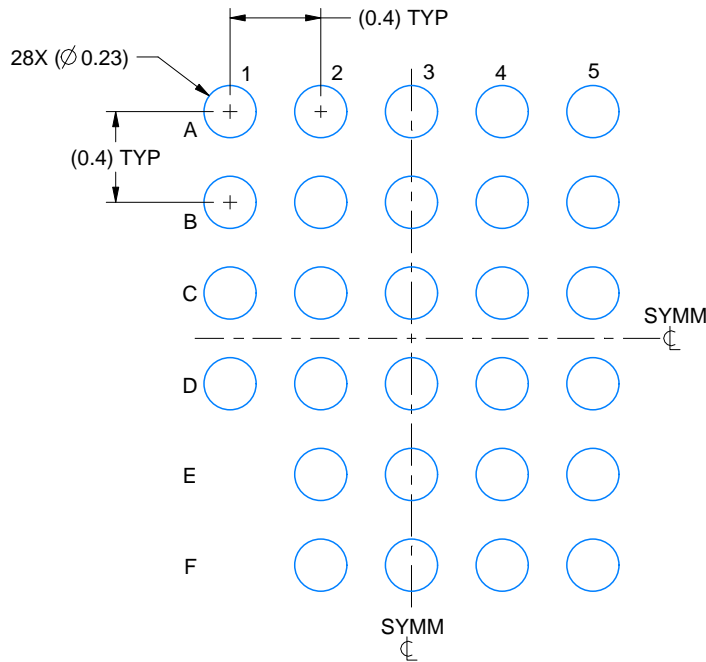 (0.4) TYP
28X (∅ 0.23)
1 2 3 4 5
A
(0.4) TYP
B
C
SYMM
℄
D
E
F
SYMM
℄